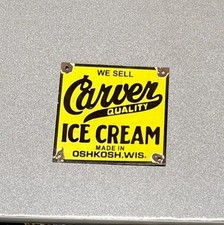 WE SELL
Carver
QUALITY
ICE CREAM
MADE IN
OSHKOSH.WIS.